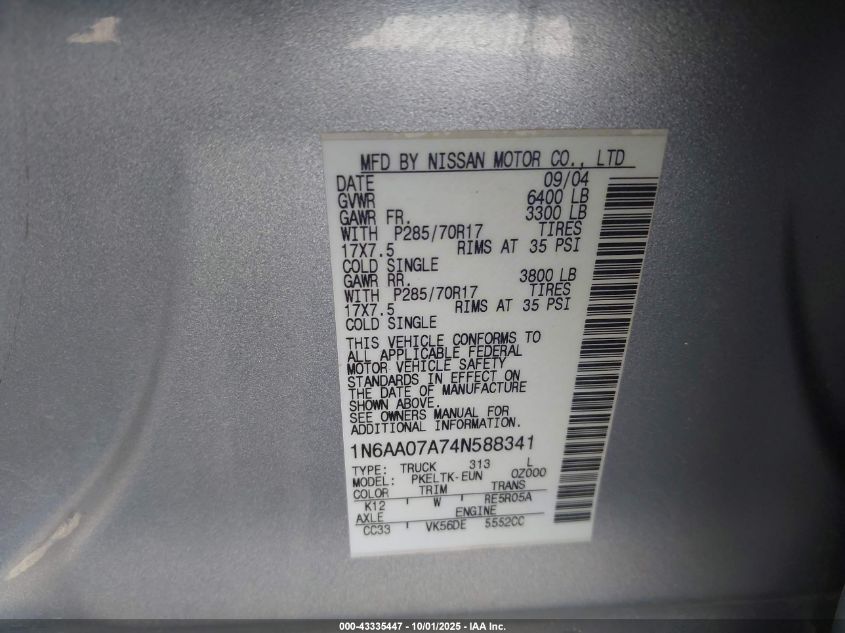 MFD BY NISSAN MOTOR CO., LTD
DATE 09/04
GVWR 6400 LB
GAWR FR. 3300 LB
WITH P285/70R17 TIRES
17X7.5 RIMS AT 35 PSI
COLD SINGLE
GAWR RR. 3800 LB
WITH P285/70R17 TIRES
17X7.5 RIMS AT 35 PSI
COLD SINGLE
THIS VEHICLE CONFORMS TO
ALL APPLICABLE FEDERAL
MOTOR VEHICLE SAFETY
STANDARDS IN EFFECT ON
THE DATE OF MANUFACTURE
SHOWN ABOVE.
SEE OWNERS MANUAL FOR
ADDITIONAL INFORMATION.
1N6AA07A74N588341
TYPE: TRUCK 313 L
MODEL: PKELTK-EUN 0Z000
COLOR TRIM TRANS
K12 W RE5R05A
AXLE ENGINE
CC33 VK56DE 5552CC
000-43335447 - 10/01/2025 - IAA Inc.